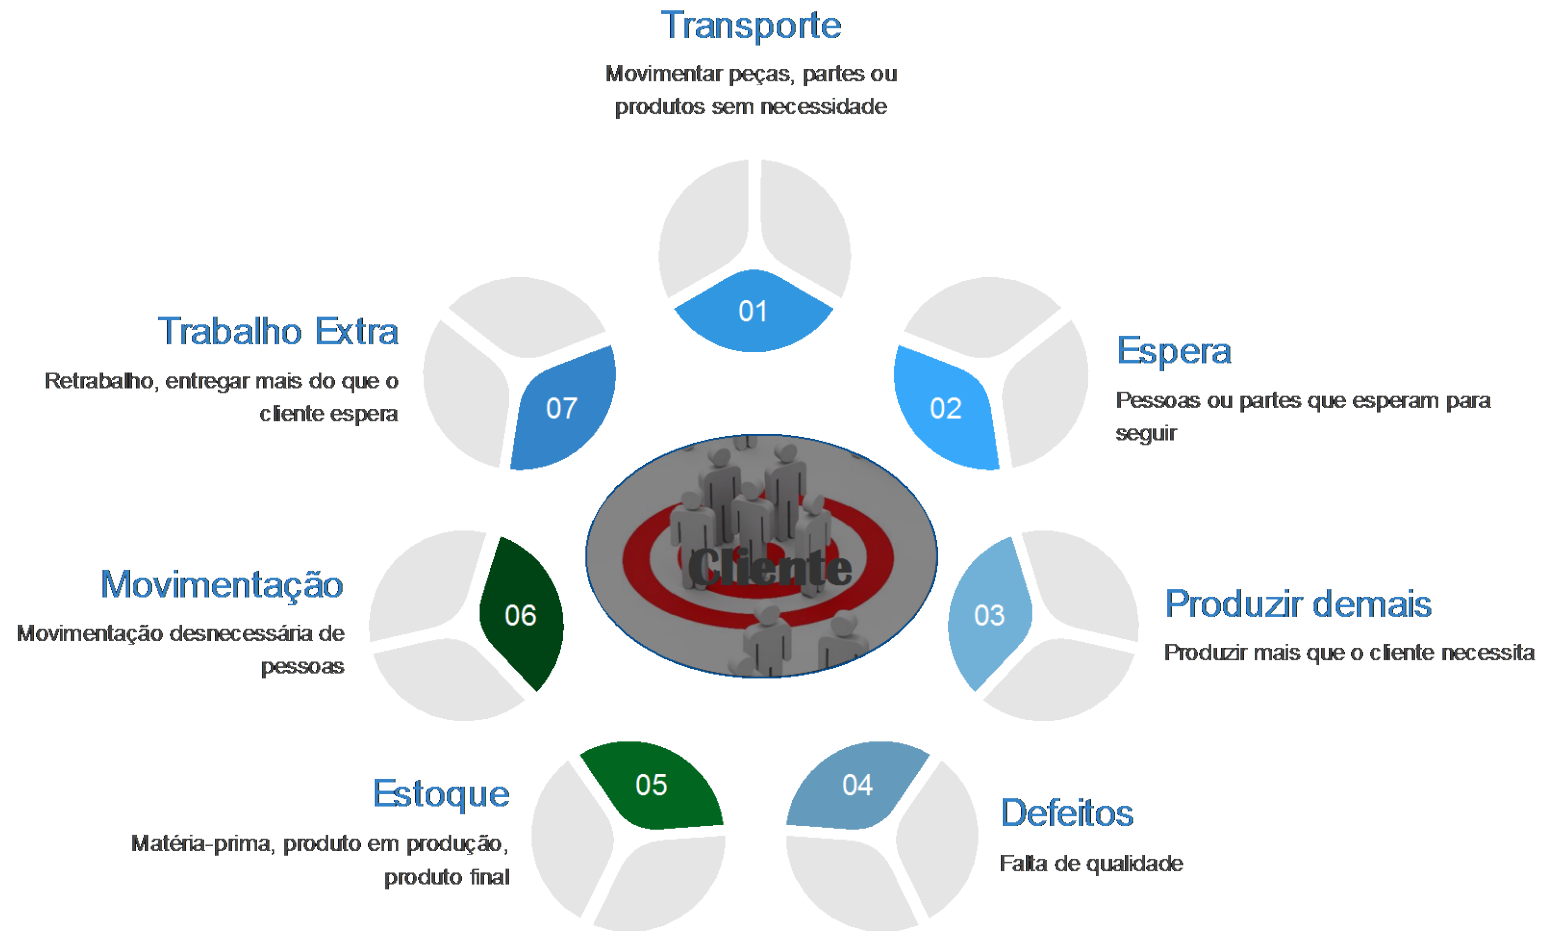 Transporte
Movimentar peças, partes ou
produtos sem necessidade
01
Espera
Pessoas ou partes que esperam para
seguir
02
Produzir demais
Produzir mais que o cliente necessita
03
Defeitos
Falta de qualidade
04
Estoque
Matéria-prima, produto em produção,
produto final
05
Movimentação
Movimentação desnecessária de
pessoas
06
Trabalho Extra
Retrabalho, entregar mais do que o
cliente espera
07
Cliente